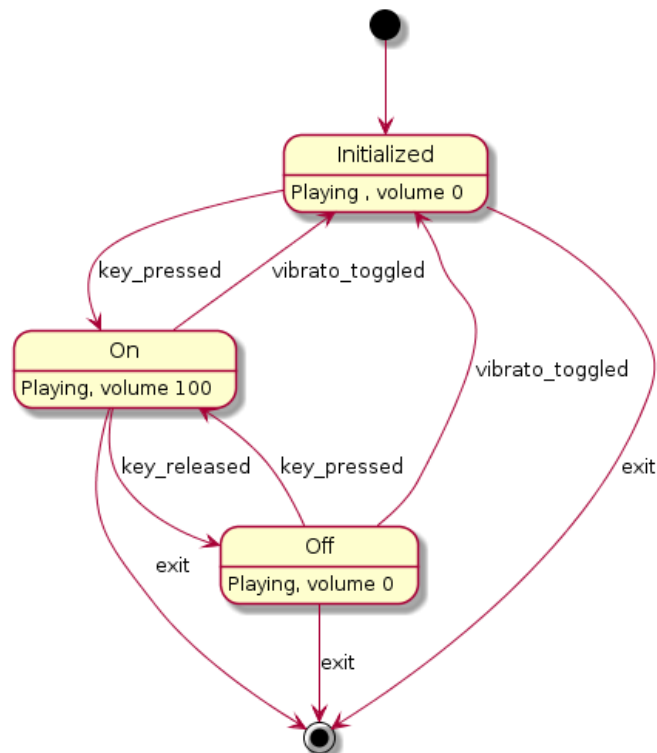 Initialized
Playing , volume 0
key_pressed
vibrato_toggled
On
Playing, volume 100
vibrato_toggled
key_released
key_pressed
exit
Off
Playing, volume 0
exit
exit